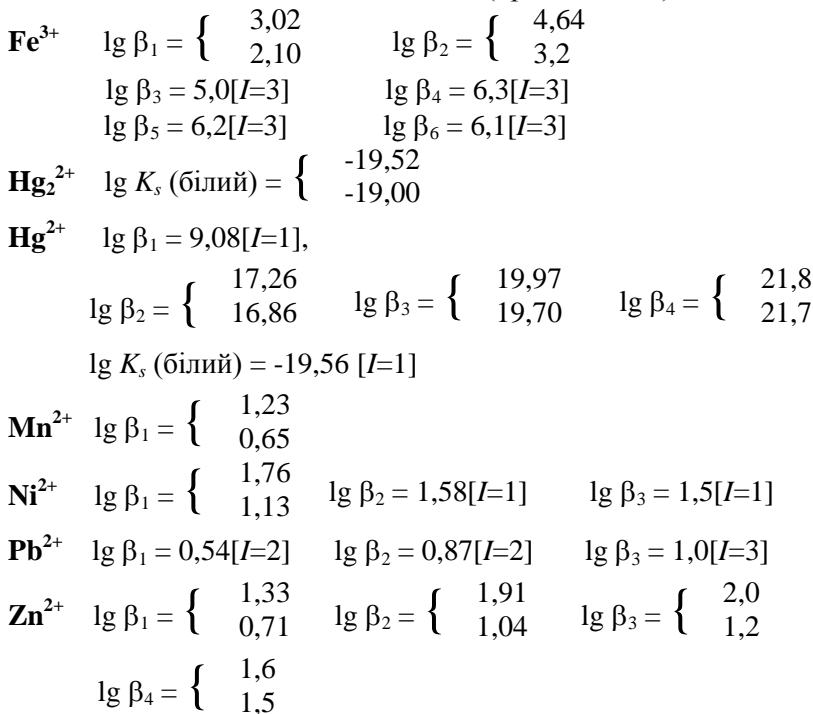 Fe³⁺ lg β₁ = { 3,02 2,10 lg β₂ = { 4,64 3,2
lg β₃ = 5,0[I=3] lg β₄ = 6,3[I=3]
lg β₅ = 6,2[I=3] lg β₆ = 6,1[I=3]
Hg₂²⁺ lg Kₛ (білий) = { -19,52 -19,00
Hg²⁺ lg β₁ = 9,08[I=1],
lg β₂ = { 17,26 16,86 lg β₃ = { 19,97 19,70 lg β₄ = { 21,8 21,7
lg Kₛ (білий) = -19,56 [I=1]
Mn²⁺ lg β₁ = { 1,23 0,65
Ni²⁺ lg β₁ = { 1,76 1,13 lg β₂ = 1,58[I=1] lg β₃ = 1,5[I=1]
Pb²⁺ lg β₁ = 0,54[I=2] lg β₂ = 0,87[I=2] lg β₃ = 1,0[I=3]
Zn²⁺ lg β₁ = { 1,33 0,71 lg β₂ = { 1,91 1,04 lg β₃ = { 2,0 1,2
lg β₄ = { 1,6 1,5